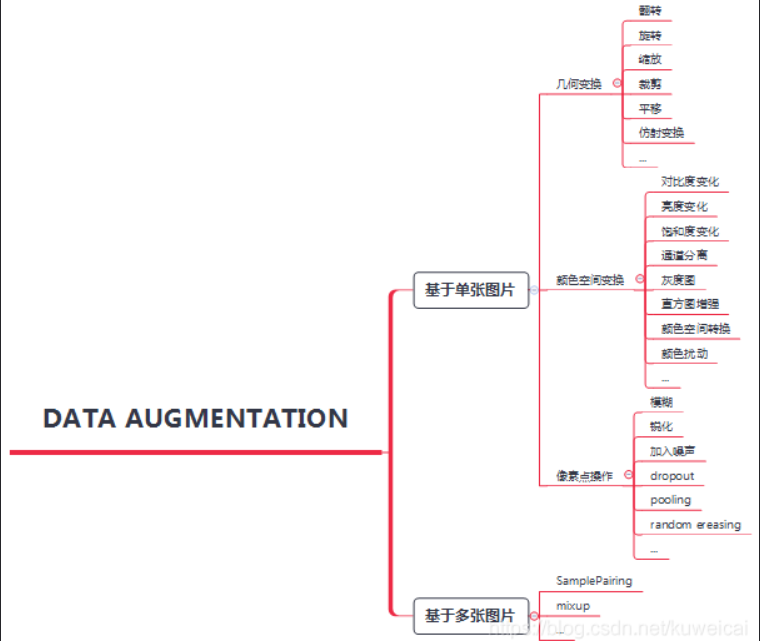 翻转
旋转
缩放
几何变换
裁剪
平移
仿射变换
...
对比度变化
亮度变化
饱和度变化
通道分离
基于单张图片
颜色空间变换
灰度图
直方图增强
颜色空间转换
颜色扰动
...
DATA AUGMENTATION
模糊
锐化
加入噪声
像素点操作
dropout
pooling
random ereasing
...
SamplePairing
基于多张图片
mixup
...
https://blog.csdn.net/kuweicai